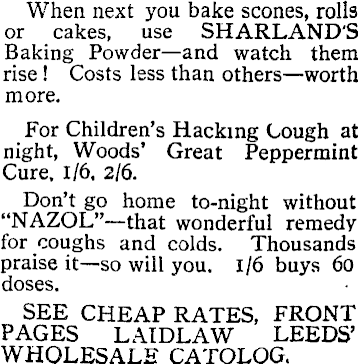 When next you bake scones, rolls
or cakes, use SHARLAND'S
Baking Powder—and watch them
rise! Costs less than others—worth
more.
For Children's Hacking Cough at
night, Woods' Great Peppermint
Cure, 1/6, 2/6.
Don't go home to-night without
"NAZOL"—that wonderful remedy
for coughs and colds. Thousands
praise it—so will you. 1/6 buys 60
doses.
SEE CHEAP RATES, FRONT
PAGES LAIDLAW LEEDS'
WHOLESALE CATOLOG.